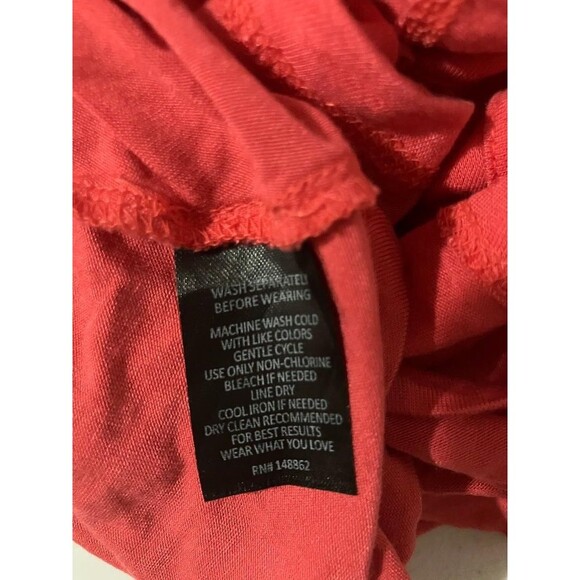 WASH SEPARATELY
BEFORE WEARING
MACHINE WASH COLD
WITH LIKE COLORS
GENTLE CYCLE
USE ONLY NON-CHLORINE
BLEACH IF NEEDED
LINE DRY
COOL IRON IF NEEDED
DRY CLEAN RECOMMENDED
FOR BEST RESULTS
WEAR WHAT YOU LOVE
RN# 148862